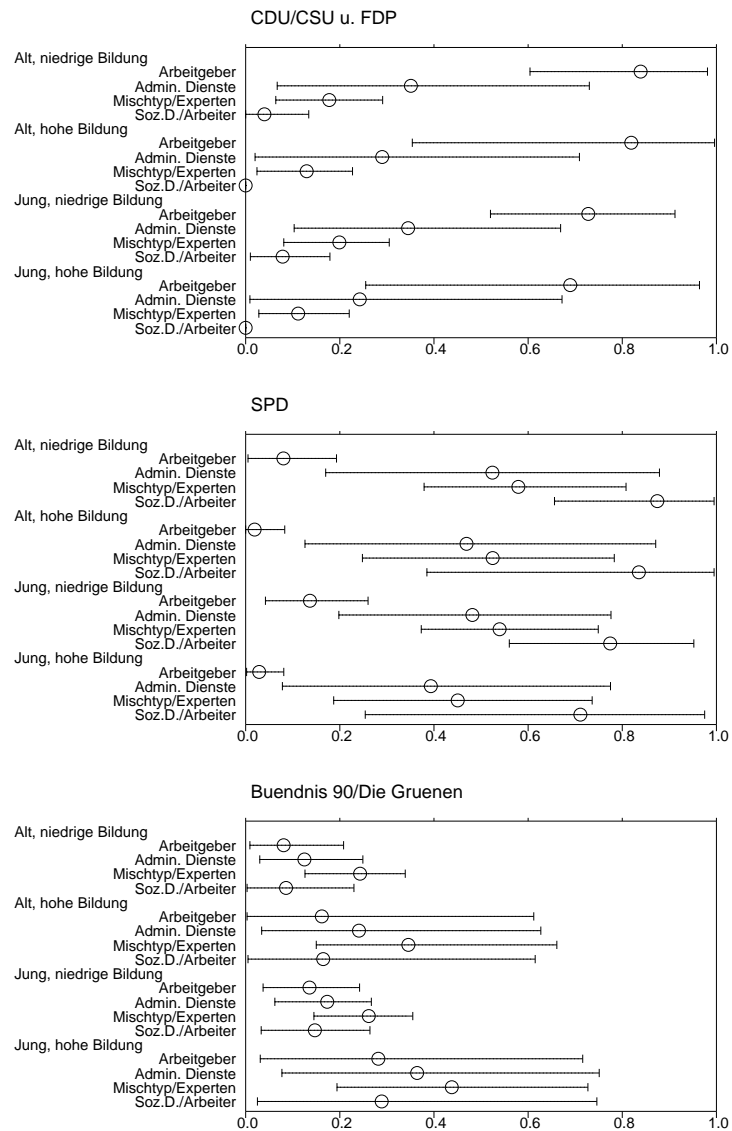 CDU/CSU u. FDP
Alt, niedrige Bildung
Arbeitgeber
Admin. Dienste
Mischtyp/Experten
Soz.D./Arbeiter
Alt, hohe Bildung
Arbeitgeber
Admin. Dienste
Mischtyp/Experten
Soz.D./Arbeiter
Jung, niedrige Bildung
Arbeitgeber
Admin. Dienste
Mischtyp/Experten
Soz.D./Arbeiter
Jung, hohe Bildung
Arbeitgeber
Admin. Dienste
Mischtyp/Experten
Soz.D./Arbeiter
0.0 0.2 0.4 0.6 0.8 1.0
SPD
Alt, niedrige Bildung
Arbeitgeber
Admin. Dienste
Mischtyp/Experten
Soz.D./Arbeiter
Alt, hohe Bildung
Arbeitgeber
Admin. Dienste
Mischtyp/Experten
Soz.D./Arbeiter
Jung, niedrige Bildung
Arbeitgeber
Admin. Dienste
Mischtyp/Experten
Soz.D./Arbeiter
Jung, hohe Bildung
Arbeitgeber
Admin. Dienste
Mischtyp/Experten
Soz.D./Arbeiter
0.0 0.2 0.4 0.6 0.8 1.0
Buendnis 90/Die Gruenen
Alt, niedrige Bildung
Arbeitgeber
Admin. Dienste
Mischtyp/Experten
Soz.D./Arbeiter
Alt, hohe Bildung
Arbeitgeber
Admin. Dienste
Mischtyp/Experten
Soz.D./Arbeiter
Jung, niedrige Bildung
Arbeitgeber
Admin. Dienste
Mischtyp/Experten
Soz.D./Arbeiter
Jung, hohe Bildung
Arbeitgeber
Admin. Dienste
Mischtyp/Experten
Soz.D./Arbeiter
0.0 0.2 0.4 0.6 0.8 1.0